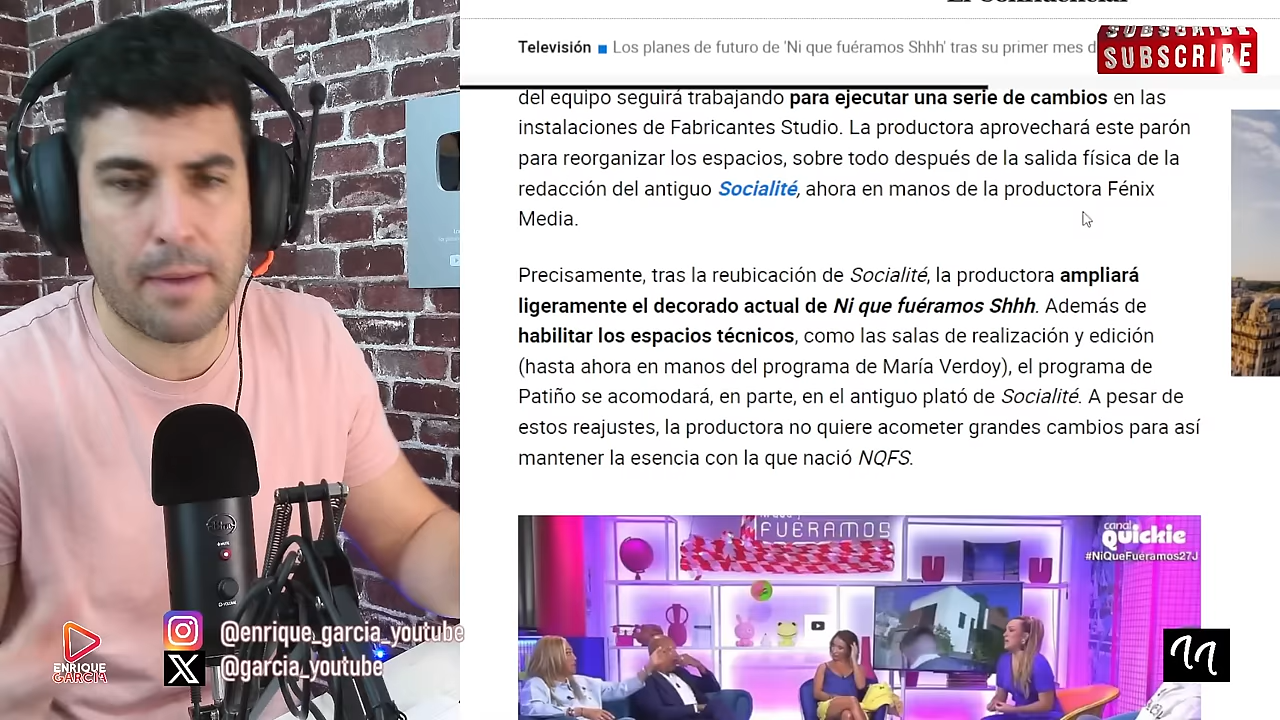 El Confidencial
Televisión ■ Los planes de futuro de 'Ni que fuéramos Shhh' tras su primer mes d
SUBSCRIBE
SUBSCRIBE
del equipo seguirá trabajando para ejecutar una serie de cambios en las
instalaciones de Fabricantes Studio. La productora aprovechará este parón
para reorganizar los espacios, sobre todo después de la salida física de la
redacción del antiguo Socialité, ahora en manos de la productora Fénix
Media.
Precisamente, tras la reubicación de Socialité, la productora ampliará
ligeramente el decorado actual de Ni que fuéramos Shhh. Además de
habilitar los espacios técnicos, como las salas de realización y edición
(hasta ahora en manos del programa de María Verdoy), el programa de
Patiño se acomodará, en parte, en el antiguo plató de Socialité. A pesar de
estos reajustes, la productora no quiere acometer grandes cambios para así
mantener la esencia con la que nació NQFS.
FUÉRAMOS
canal
quickie
#NiQueFuéramos27J
blue
MUTE
VOLUME
@enrique_garcia_youtube
@garcia_youtube
ENRIQUE
GARCIA